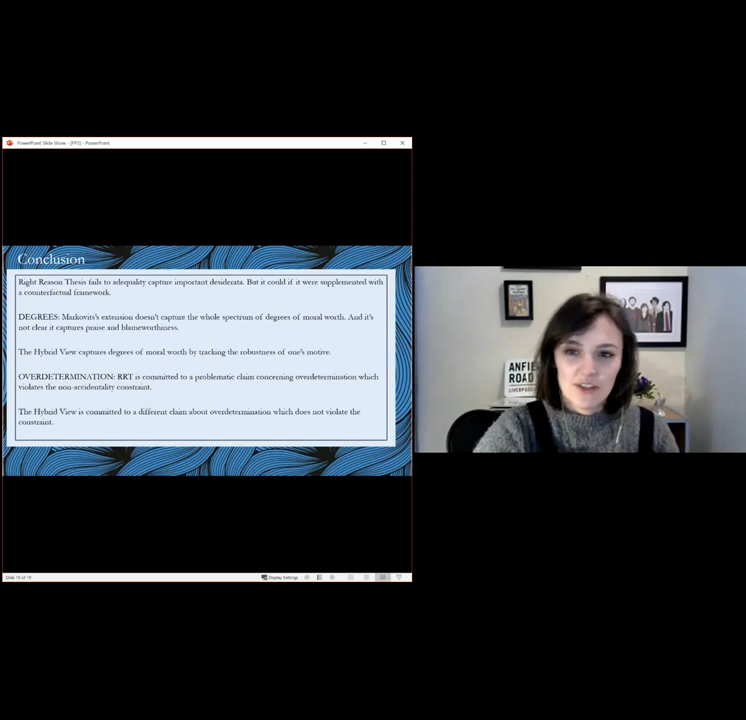 PowerPoint Slide Show - [PP2] - PowerPoint
Conclusion
Right Reason Thesis fails to adequality capture important desiderata. But it could if it were supplemented with
a counterfactual framework.
DEGREES: Markovits's extension doesn't capture the whole spectrum of degrees of moral worth. And it's
not clear it captures praise and blameworthiness.
The Hybrid View captures degrees of moral worth by tracking the robustness of one's motive.
OVERDETERMINATION: RRT is committed to a problematic claim concerning overdetermination which
violates the non-accidentality constraint.
The Hybrid View is committed to a different claim about overdetermination which does not violate the
constraint.
Display Settings
ANFIE
ROAD
LIVERPOOL